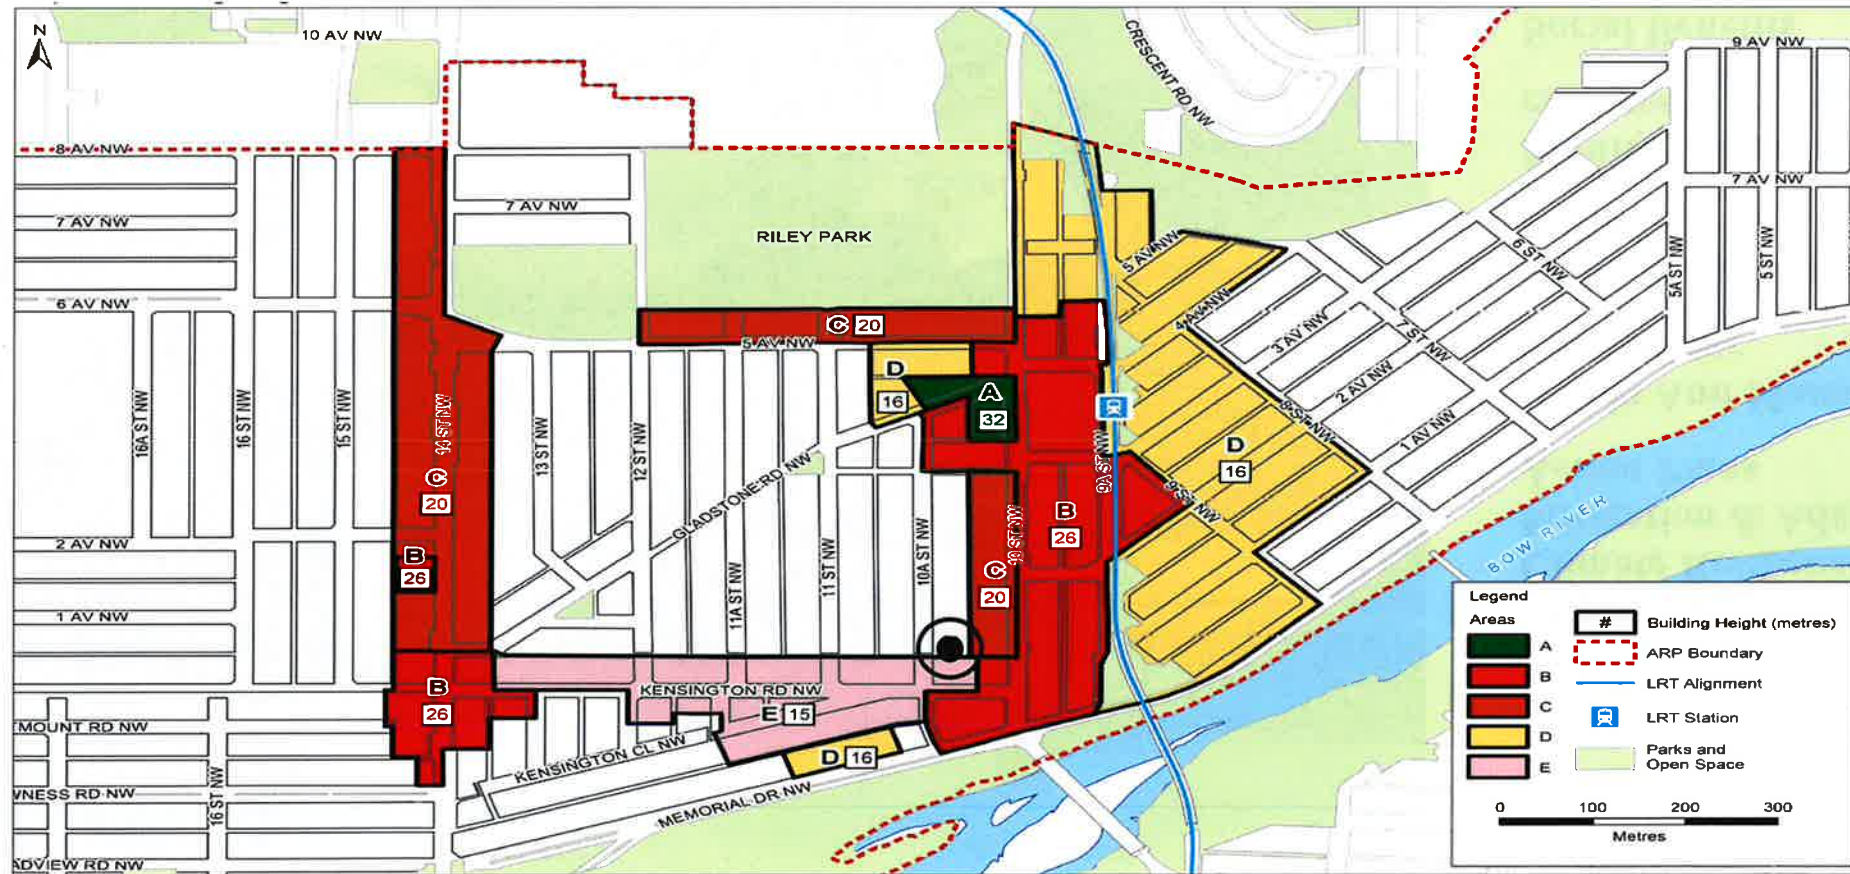 N
10 AV NW
CRESCENT RD NW
9 AV NW
8 AV NW
7 AV NW
7 AV NW
7 AV NW
RILEY PARK
5 AV NW
6 ST NW
5A ST NW
5 ST NW
6 AV NW
C 20
5 AV NW
4 AV NW
3 AV NW
7 ST NW
2 AV NW
D
16
A
32
8 ST NW
1 AV NW
16A ST NW
16 ST NW
15 ST NW
14 ST NW
13 ST NW
12 ST NW
GLADSTONE RD NW
9A ST NW
D
16
9 ST NW
C
20
B
26
10 ST NW
10A ST NW
11 ST NW
11A ST NW
C
20
2 AV NW
B
26
1 AV NW
BOW RIVER
B
26
KENSINGTON RD NW
E 15
TMOUNT RD NW
KENSINGTON CL NW
D 16
WNESS RD NW
16 ST NW
MEMORIAL DR NW
ADVIEW RD NW
Legend
Areas
A
B
C
D
E
# Building Height (metres)
ARP Boundary
LRT Alignment
LRT Station
Parks and
Open Space
0 100 200 300
Metres